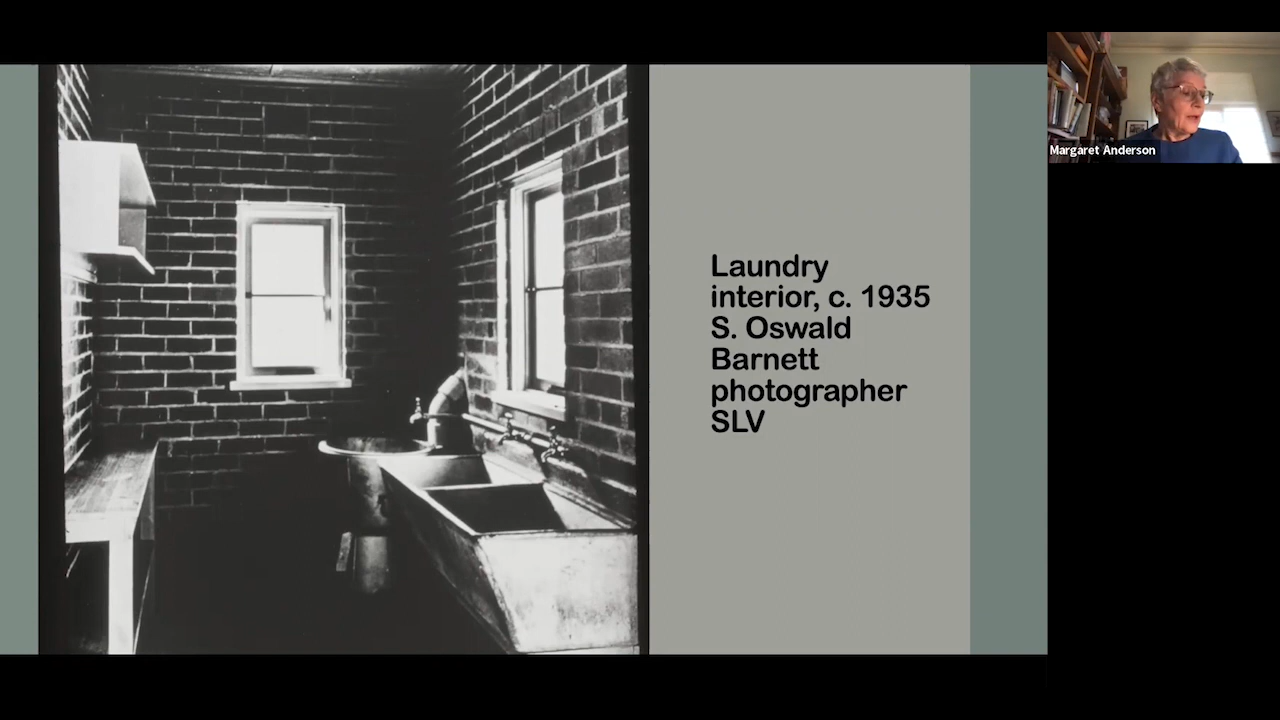 Laundry
interior, c. 1935
S. Oswald
Barnett
photographer
SLV
Margaret Anderson